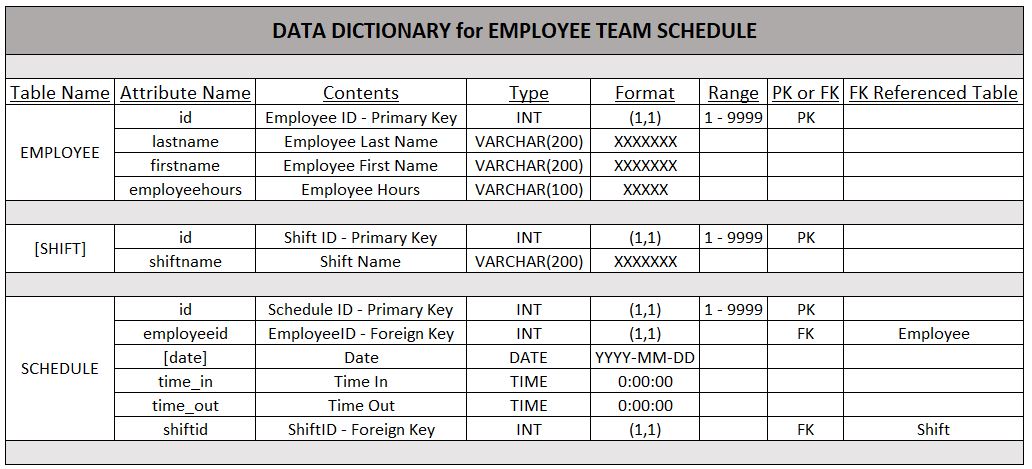 DATA DICTIONARY for EMPLOYEE TEAM SCHEDULE
Table Name Attribute Name Contents Type Format Range PK or FK FK Referenced Table
EMPLOYEE
id Employee ID - Primary Key INT (1,1) 1 - 9999 PK
lastname Employee Last Name VARCHAR(200) XXXXXXX
firstname Employee First Name VARCHAR(200) XXXXXXX
employeehours Employee Hours VARCHAR(100) XXXXX
[SHIFT]
id Shift ID - Primary Key INT (1,1) 1 - 9999 PK
shiftname Shift Name VARCHAR(200) XXXXXXX
SCHEDULE
id Schedule ID - Primary Key INT (1,1) 1 - 9999 PK
employeeid EmployeeID - Foreign Key INT (1,1) FK Employee
[date] Date DATE YYYY-MM-DD
time_in Time In TIME 0:00:00
time_out Time Out TIME 0:00:00
shiftid ShiftID - Foreign Key INT (1,1) FK Shift